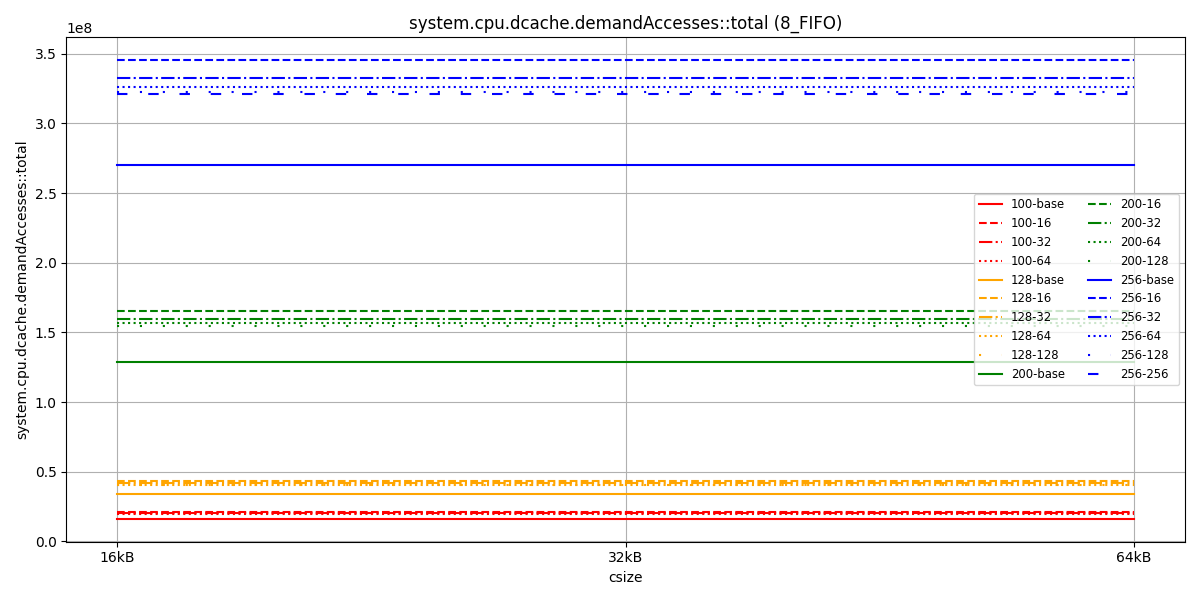 system.cpu.dcache.demandAccesses::total (8_FIFO)
1e8
system.cpu.dcache.demandAccesses::total
3.5
3.0
2.5
2.0
1.5
1.0
0.5
0.0
100-base
100-16
100-32
100-64
128-base
128-16
128-32
128-64
128-128
200-base
200-16
200-32
200-64
200-128
256-base
256-16
256-32
256-64
256-128
256-256
16kB
32kB
64kB
csize